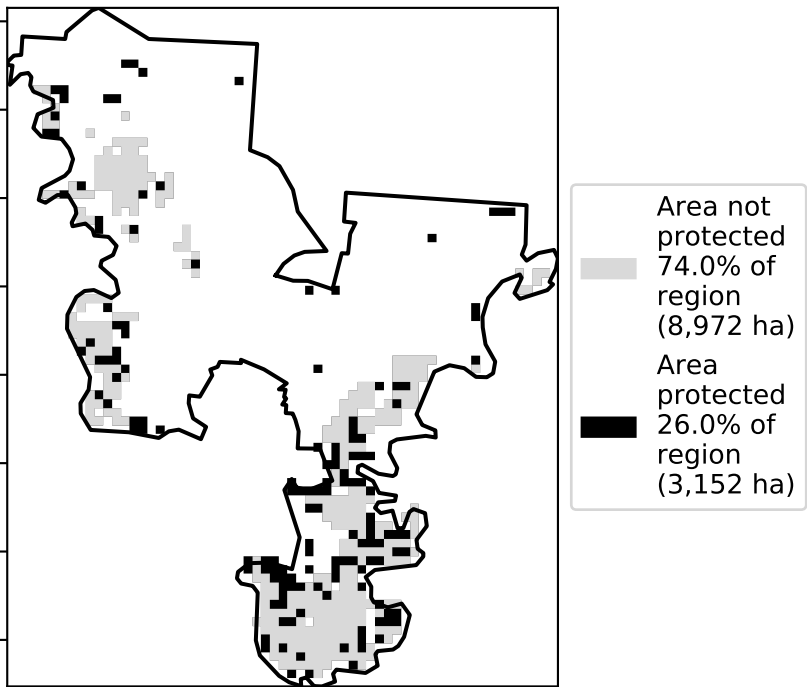 Area not
protected
74.0% of
region
(8,972 ha)
Area
protected
26.0% of
region
(3,152 ha)